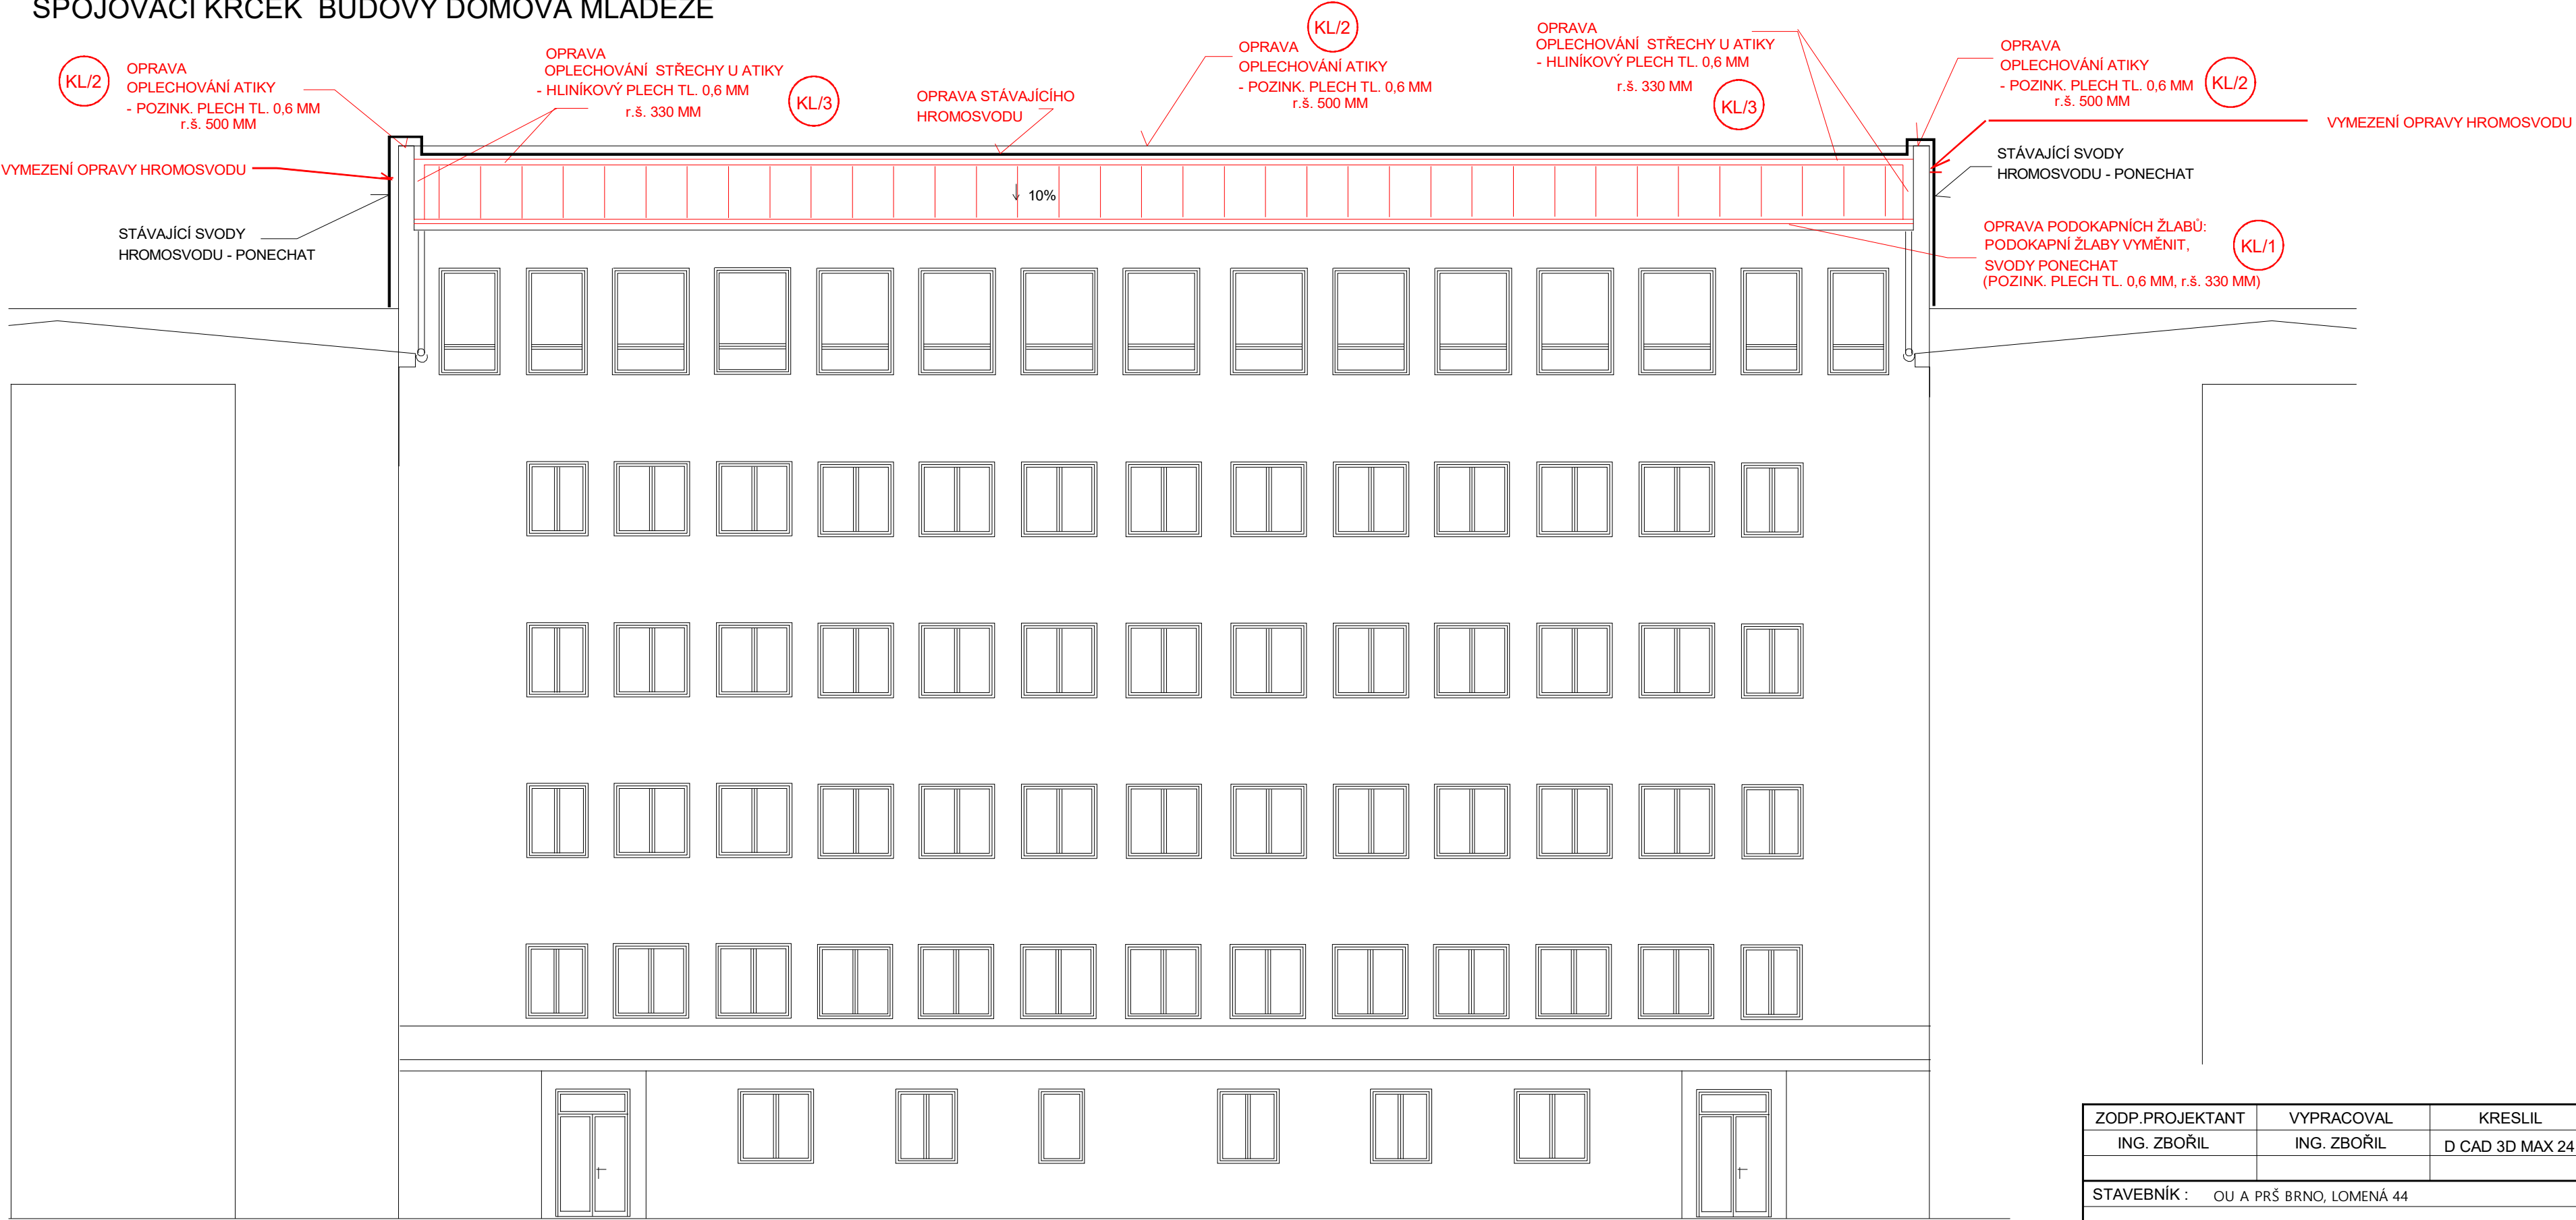 SPOJOVACÍ KRČEK BUDOVY DOMOVA MLÁDEŽE
KL/2
OPRAVA
OPLECHOVÁNÍ ATIKY
- POZINK. PLECH TL. 0,6 MM
r.š. 500 MM
OPRAVA
OPLECHOVÁNÍ STŘECHY U ATIKY
- HLINÍKOVÝ PLECH TL. 0,6 MM
r.š. 330 MM
KL/3
OPRAVA STÁVAJÍCÍHO
HROMOSVODU
KL/2
OPRAVA
OPLECHOVÁNÍ ATIKY
- POZINK. PLECH TL. 0,6 MM
r.š. 500 MM
OPRAVA
OPLECHOVÁNÍ STŘECHY U ATIKY
- HLINÍKOVÝ PLECH TL. 0,6 MM
r.š. 330 MM
KL/3
OPRAVA
OPLECHOVÁNÍ ATIKY
- POZINK. PLECH TL. 0,6 MM
r.š. 500 MM
KL/2
VYMEZENÍ OPRAVY HROMOSVODU
VYMEZENÍ OPRAVY HROMOSVODU
STÁVAJÍCÍ SVODY
HROMOSVODU - PONECHAT
10%
STÁVAJÍCÍ SVODY
HROMOSVODU - PONECHAT
OPRAVA PODOKAPNÍCH ŽLABŮ:
PODOKAPNÍ ŽLABY VYMĚNIT,
SVODY PONECHAT
(POZINK. PLECH TL. 0,6 MM, r.š. 330 MM)
KL/1
ZODP.PROJEKTANT VYPRACOVAL KRESLIL
ING. ZBOŘIL ING. ZBOŘIL D CAD 3D MAX 24
STAVEBNÍK : OU A PRŠ BRNO, LOMENÁ 44